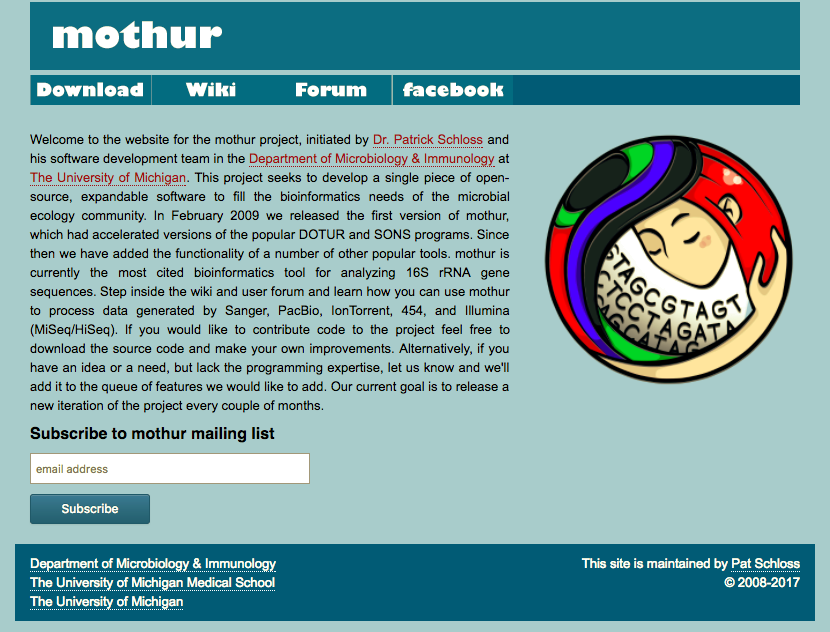 mothur
Download Wiki Forum facebook
Welcome to the website for the mothur project, initiated by Dr. Patrick Schloss and
his software development team in the Department of Microbiology & Immunology at
The University of Michigan. This project seeks to develop a single piece of open-
source, expandable software to fill the bioinformatics needs of the microbial
ecology community. In February 2009 we released the first version of mothur,
which had accelerated versions of the popular DOTUR and SONS programs. Since
then we have added the functionality of a number of other popular tools. mothur is
currently the most cited bioinformatics tool for analyzing 16S rRNA gene
sequences. Step inside the wiki and user forum and learn how you can use mothur
to process data generated by Sanger, PacBio, IonTorrent, 454, and Illumina
(MiSeq/HiSeq). If you would like to contribute code to the project feel free to
download the source code and make your own improvements. Alternatively, if you
have an idea or a need, but lack the programming expertise, let us know and we'll
add it to the queue of features we would like to add. Our current goal is to release a
new iteration of the project every couple of months.
GTAGCGTAGT
CTCCTAGATA
Subscribe to mothur mailing list
email address
Subscribe
Department of Microbiology & Immunology
The University of Michigan Medical School
The University of Michigan
This site is maintained by Pat Schloss
© 2008-2017